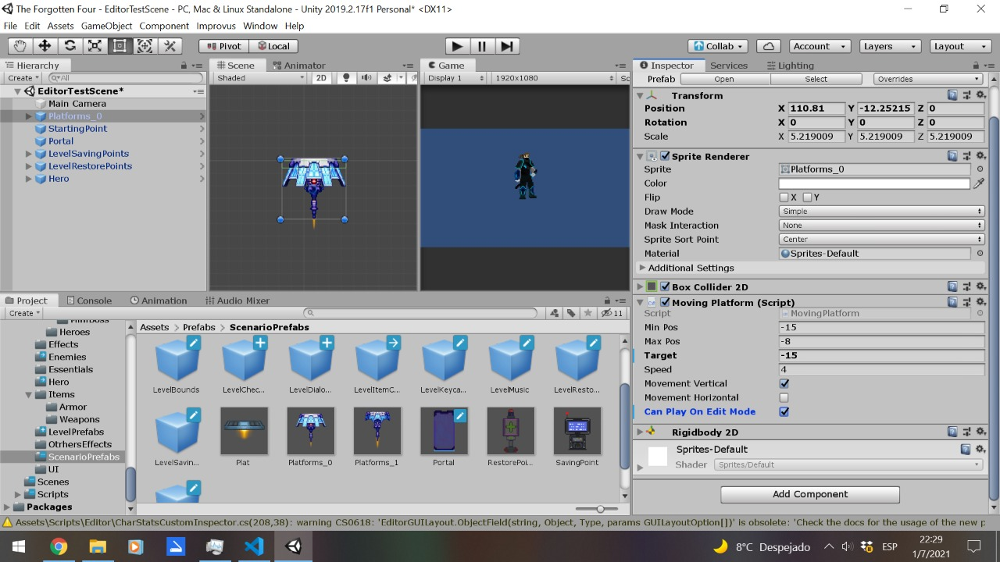 The Forgotten Four - EditorTestScene - PC, Mac & Linux Standalone - Unity 2019.2.17f1 Personal* <DX11>
File Edit Assets GameObject Component Improvus Window Help
Pivot Local Collab Account Layers Layout
Hierarchy
Create All
EditorTestScene*
Main Camera
Platforms_0
StartingPoint
Portal
LevelSavingPoints
LevelRestorePoints
Hero
Scene Animator
Shaded 2D
Game
Display 1 1920x1080 Sc
Inspector Services Lighting
Prefab Open Select Overrides
Transform
Position X 110.81 Y -12.25215 Z 0
Rotation X 0 Y 0 Z 0
Scale X 5.219009 Y 5.219009 Z 5.219009
Sprite Renderer
Sprite Platforms_0
Color
Flip X Y
Draw Mode Simple
Mask Interaction None
Sprite Sort Point Center
Material Sprites-Default
Additional Settings
Box Collider 2D
Moving Platform (Script)
Script MovingPlatform
Min Pos -15
Max Pos -8
Target -15
Speed 4
Movement Vertical
Movement Horizontal
Can Play On Edit Mode
Rigidbody 2D
Sprites-Default
Shader Sprites/Default
Add Component
Project Console Animation Audio Mixer
Create 11
Heroes
Effects
Enemies
Essentials
Hero
Items
Armor
Weapons
LevelPrefabs
OtrhersEffects
ScenarioPrefabs
UI
Scenes
Scripts
Packages
Assets Prefabs ScenarioPrefabs
LevelBounds LevelChec... LevelDialo... LevelItemC... LevelKeyca... LevelMusic LevelResto...
LevelSavin... Plat Platforms_0 Platforms_1 Portal RestorePoi... SavingPoint
Assets\Scripts\Editor\CharStatsCustomInspector.cs(208,38): warning CS0618: 'EditorGUILayout.ObjectField(string, Object, Type, params GUILayoutOption[])' is obsolete: 'Check the docs for the usage of the new p
8°C Despejado ESP 22:29
1/7/2021